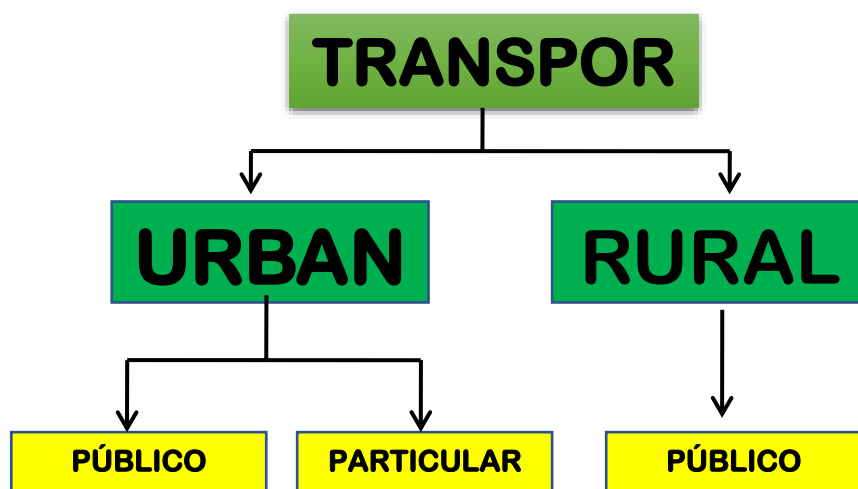 TRANSPOR
URBAN
RURAL
PÚBLICO
PARTICULAR
PÚBLICO